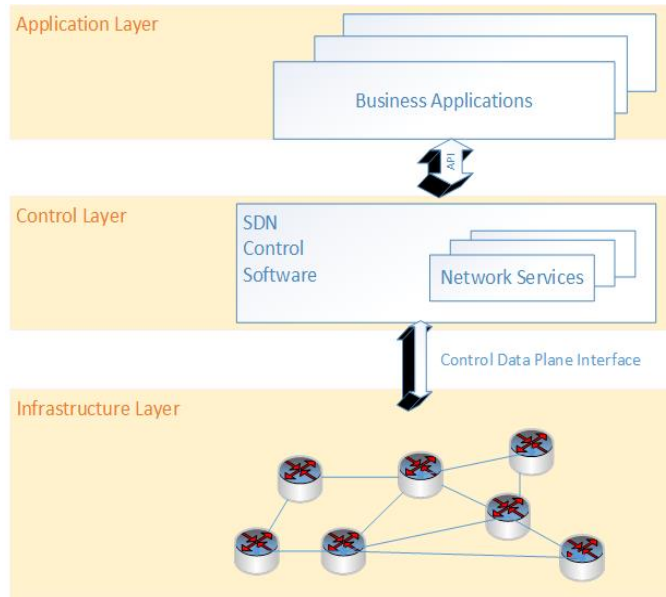 Application Layer
Business Applications
API
Control Layer
SDN
Control
Software
Network Services
Control Data Plane Interface
Infrastructure Layer